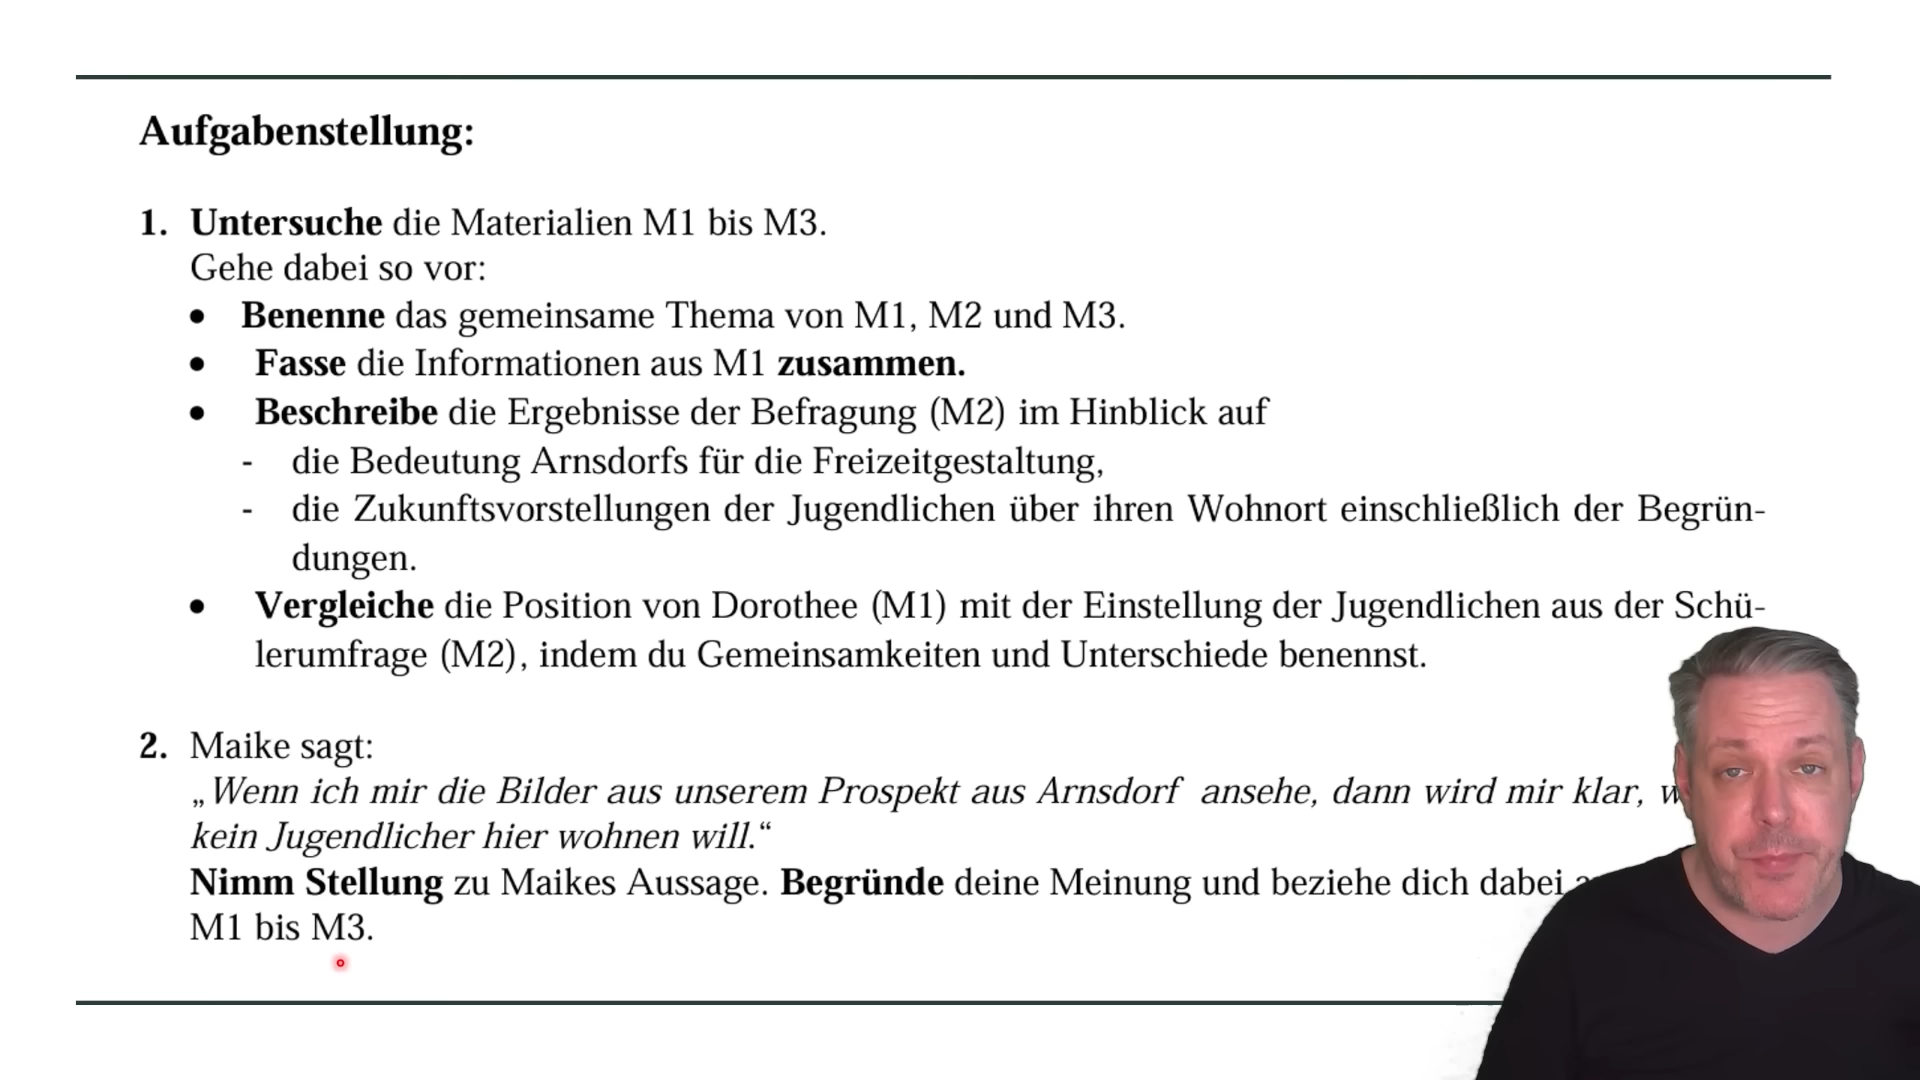 Aufgabenstellung:
1. Untersuche die Materialien M1 bis M3.
Gehe dabei so vor:
• Benenne das gemeinsame Thema von M1, M2 und M3.
• Fasse die Informationen aus M1 zusammen.
• Beschreibe die Ergebnisse der Befragung (M2) im Hinblick auf
- die Bedeutung Arnsdorfs für die Freizeitgestaltung,
- die Zukunftsvorstellungen der Jugendlichen über ihren Wohnort einschließlich der Begrün-
dungen.
• Vergleiche die Position von Dorothee (M1) mit der Einstellung der Jugendlichen aus der Schü-
lerumfrage (M2), indem du Gemeinsamkeiten und Unterschiede benennst.
2. Maike sagt:
„Wenn ich mir die Bilder aus unserem Prospekt aus Arnsdorf ansehe, dann wird mir klar,
kein Jugendlicher hier wohnen will.“
Nimm Stellung zu Maikes Aussage. Begründe deine Meinung und beziehe dich dabei
M1 bis M3.